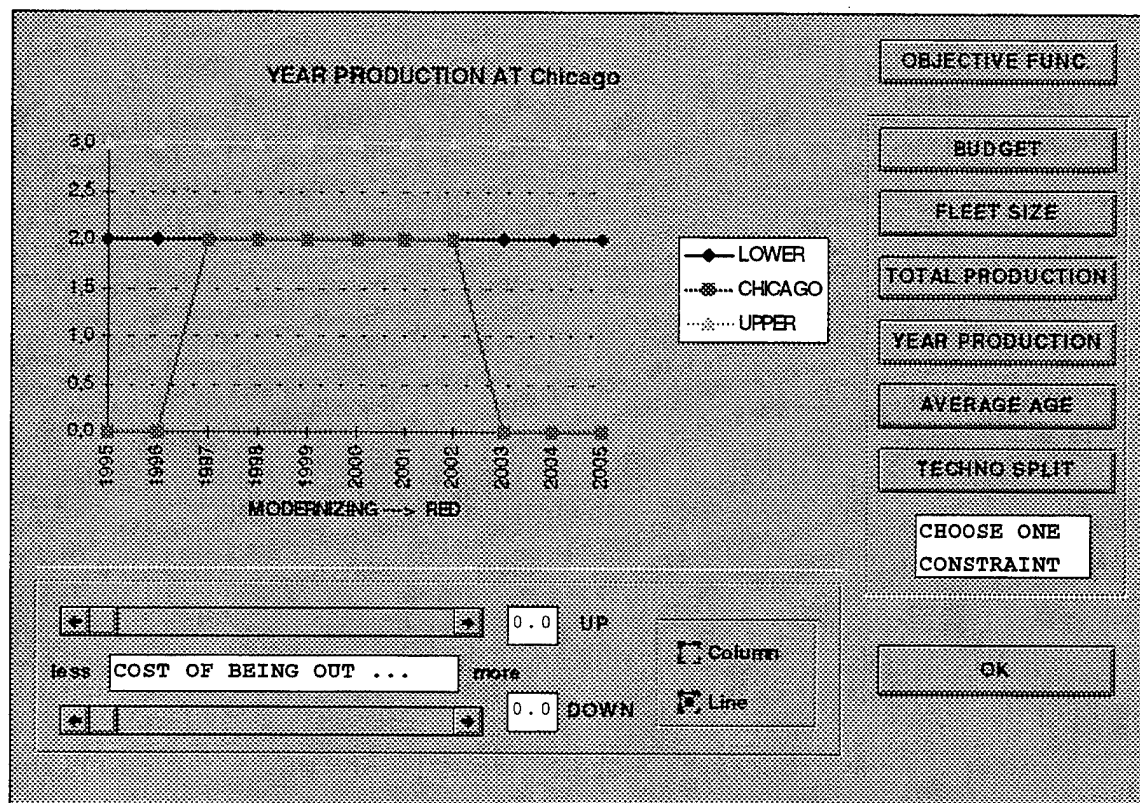 YEAR PRODUCTION AT Chicago
3,0
2,5
2,0
1,5
1,0
0,5
0,0
1995
1996
1997
1998
1999
2000
2001
2002
2003
2004
2005
MODERNIZING ---> RED
LOWER
CHICAGO
UPPER
OBJECTIVE FUNC
BUDGET
FLEET SIZE
TOTAL PRODUCTION
YEAR PRODUCTION
AVERAGE AGE
TECHNO SPLIT
CHOOSE ONE
CONSTRAINT
OK
0.0 UP
less COST OF BEING OUT ... more
0.0 DOWN
Column
Line